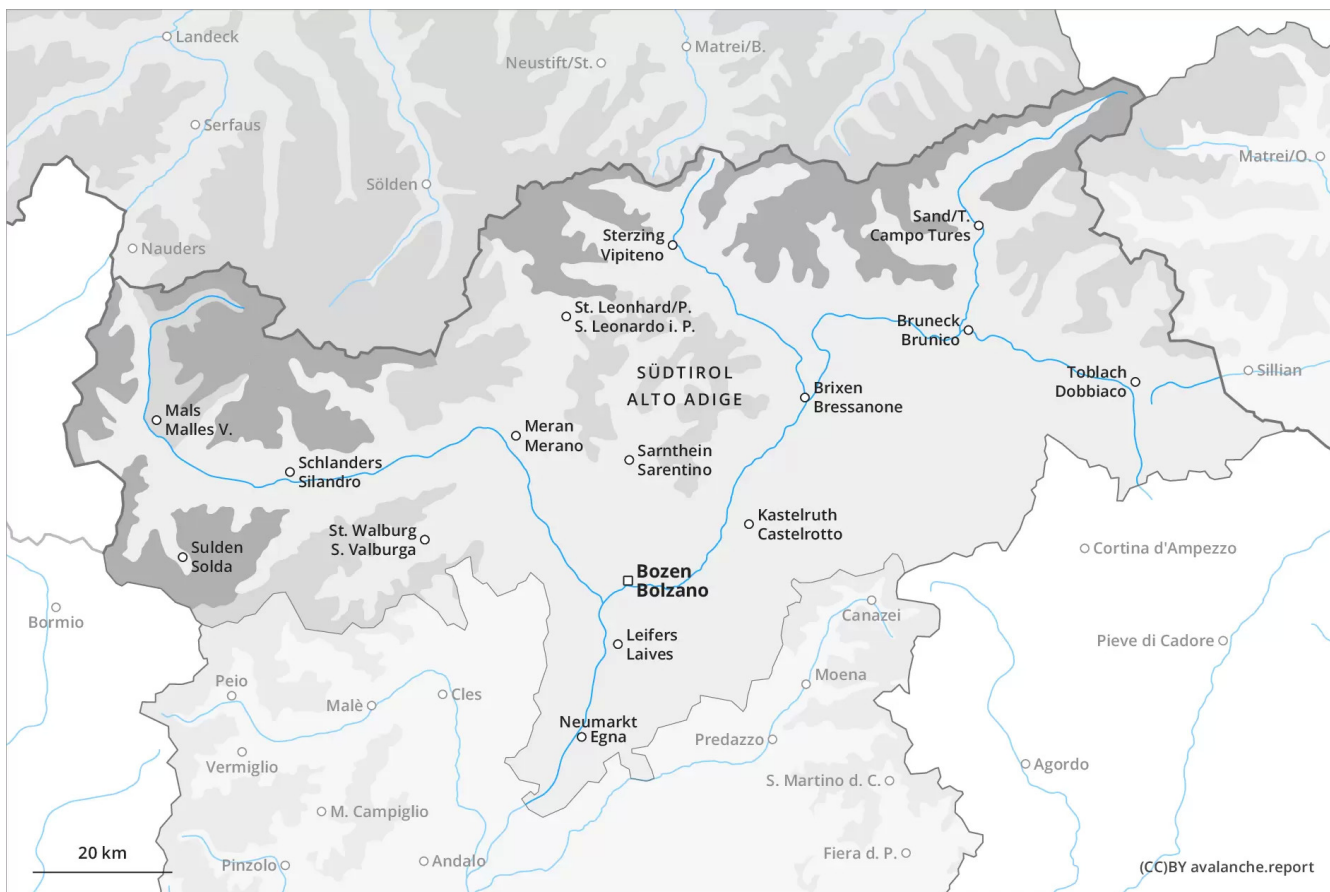 Landeck
Matrei/B.
Neustift/St.
Serfaus
Matrei/O.
Sölden
Sand/T.
Campo Tures
Nauders
Sterzing
Vipiteno
St. Leonhard/P.
S. Leonardo i. P.
Bruneck
Brunico
SÜDTIROL
ALTO ADIGE
Toblach
Dobbiaco
Sillian
Brixen
Bressanone
Mals
Malles V.
Meran
Merano
Sarnthein
Sarentino
Schlanders
Silandro
Kastelruth
Castelrotto
St. Walburg
S. Valburga
Sulden
Solda
Cortina d'Ampezzo
Bozen
Bolzano
Bormio
Canazei
Leifers
Laives
Pieve di Cadore
Peio
Moena
Malè
Cles
Neumarkt
Egna
Predazzo
Vermiglio
Agordo
S. Martino d. C.
M. Campiglio
20 km
Pinzolo
Andalo
Fiera d. P.
(CC)BY avalanche.report